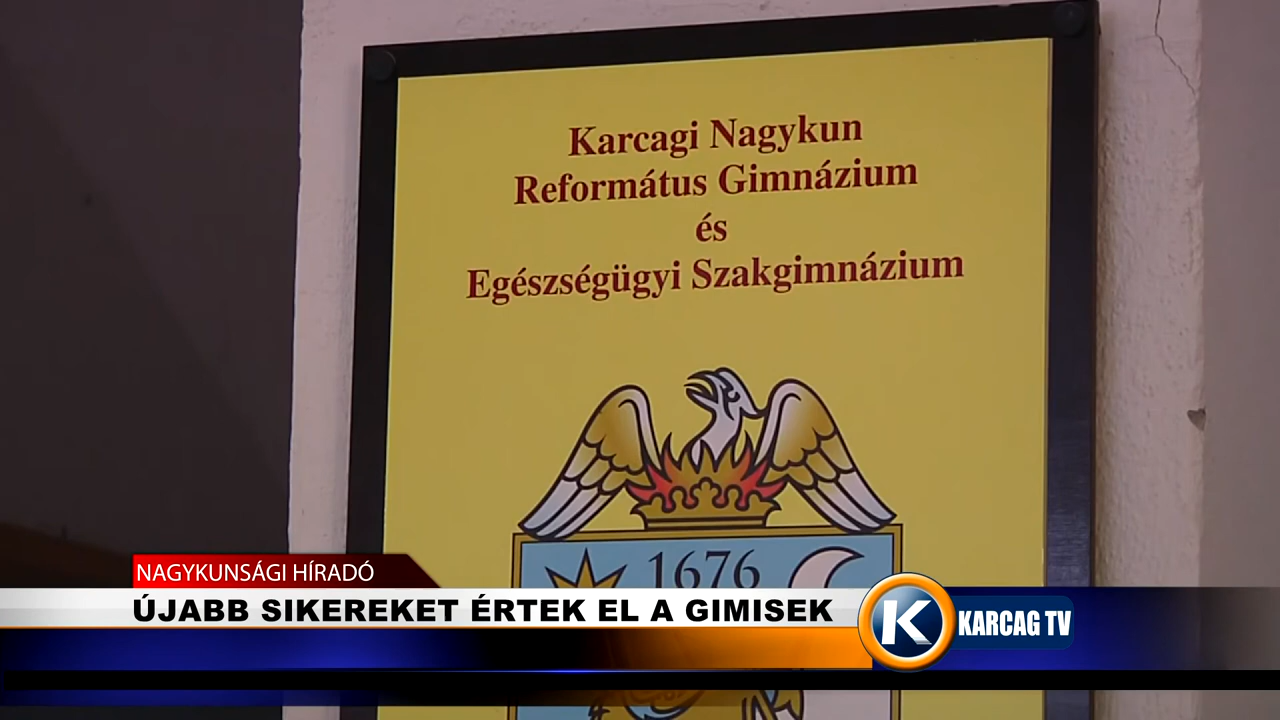 Karcagi Nagykun
Református Gimnázium
és
Egészségügyi Szakgimnázium
1676
NAGYKUNSÁGI HÍRADÓ
ÚJABB SIKEREKET ÉRTEK EL A GIMISEK
K KARCAG TV